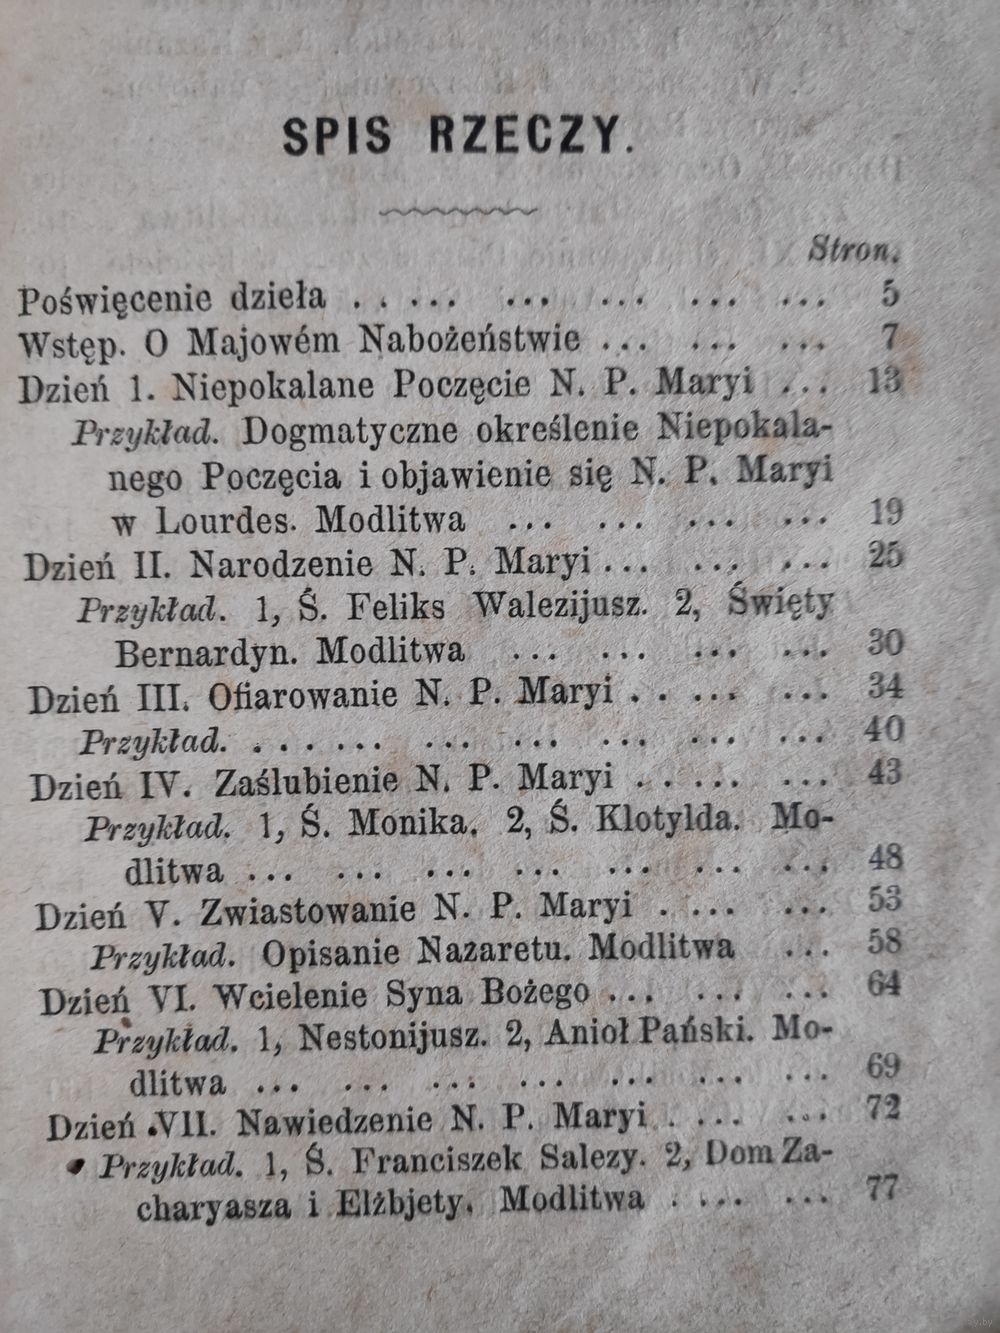 SPIS RZECZY.
Stron.
Poświęcenie dzieła . . ... ... ... ... ... 5
Wstęp. O Majowém Nabożeństwie ... ... ... 7
Dzień 1. Niepokalane Poczęcie N. P. Maryi ... 13
Przykład. Dogmatyczne określenie Niepokala-
nego Poczęcia i objawienie się N. P. Maryi
w Lourdes. Modlitwa ... ... ... ... 19
Dzień II. Narodzenie N. P. Maryi ... ... ... 25
Przykład. 1, Ś. Feliks Walezijusz. 2, Święty
Bernardyn. Modlitwa ... ... ... ... 30
Dzień III. Ofiarowanie N. P. Maryi . . ... ... 34
Przykład. . . . . ... ... ... ... ... ... 40
Dzień IV. Zaślubienie N. P. Maryi . . ... ... 43
Przykład. 1, Ś. Monika. 2, Ś. Klotylda. Mo-
dlitwa ... ... ... ... ... ... ... 48
Dzień V. Zwiastowanie N. P. Maryi . ... ... 53
Przykład. Opisanie Nazaretu. Modlitwa ... 58
Dzień VI. Wcielenie Syna Bożego ... ... ... 64
Przykład. 1, Nestonijusz. 2, Anioł Pański. Mo-
dlitwa ... ... ... ... ... ... ... 69
Dzień VII. Nawiedzenie N. P. Maryi . ... ... 72
Przykład. 1, Ś. Franciszek Salezy. 2, Dom Za-
charyasza i Elżbjety. Modlitwa . ... ... 77